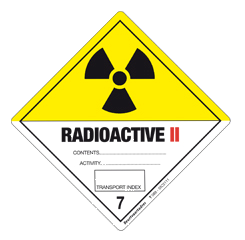 RADIOACTIVE II
CONTENTS
ACTIVITY
TRANSPORT INDEX
7